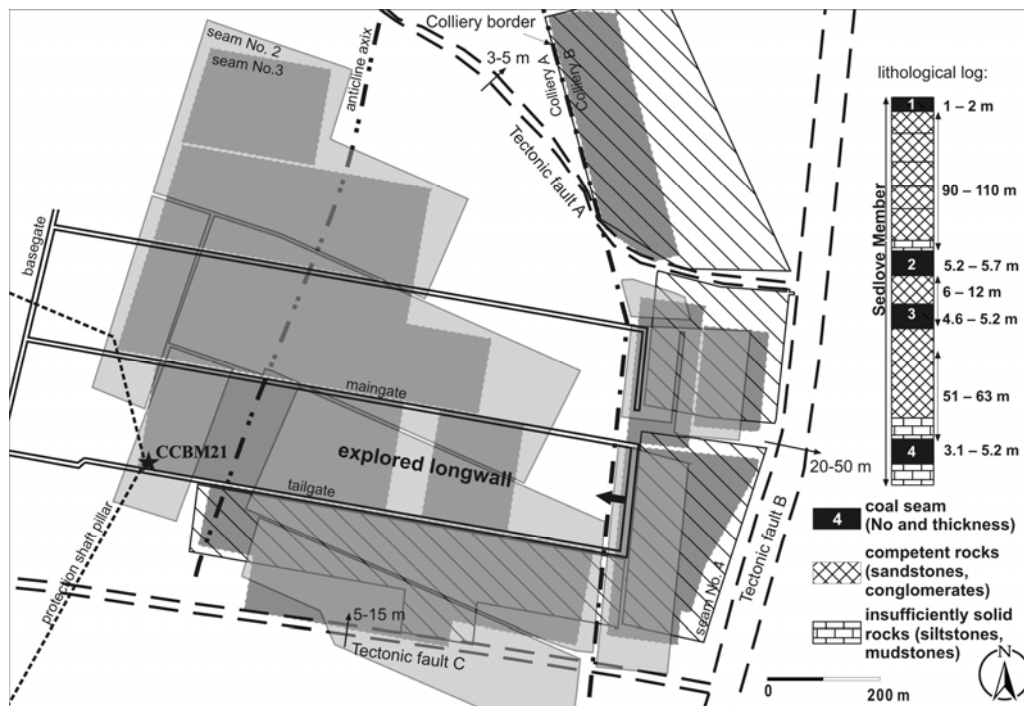 seam No. 2
seam No.3
anticline axix
Colliery border
Colliery A
Colliery B
3-5 m
Tectonic fault A
basegate
maingate
CCBM21
explored longwall
tailgate
protection shaft pillar
5-15 m
Tectonic fault C
20-50 m
Tectonic fault B
seam No. 4
lithological log:
Sedlove Member
1
1 – 2 m
90 – 110 m
2
5.2 – 5.7 m
6 – 12 m
3
4.6 – 5.2 m
51 – 63 m
4
3.1 – 5.2 m
4
coal seam
(No and thickness)
competent rocks
(sandstones,
conglomerates)
insufficiently solid
rocks (siltstones,
mudstones)
0
200 m
N